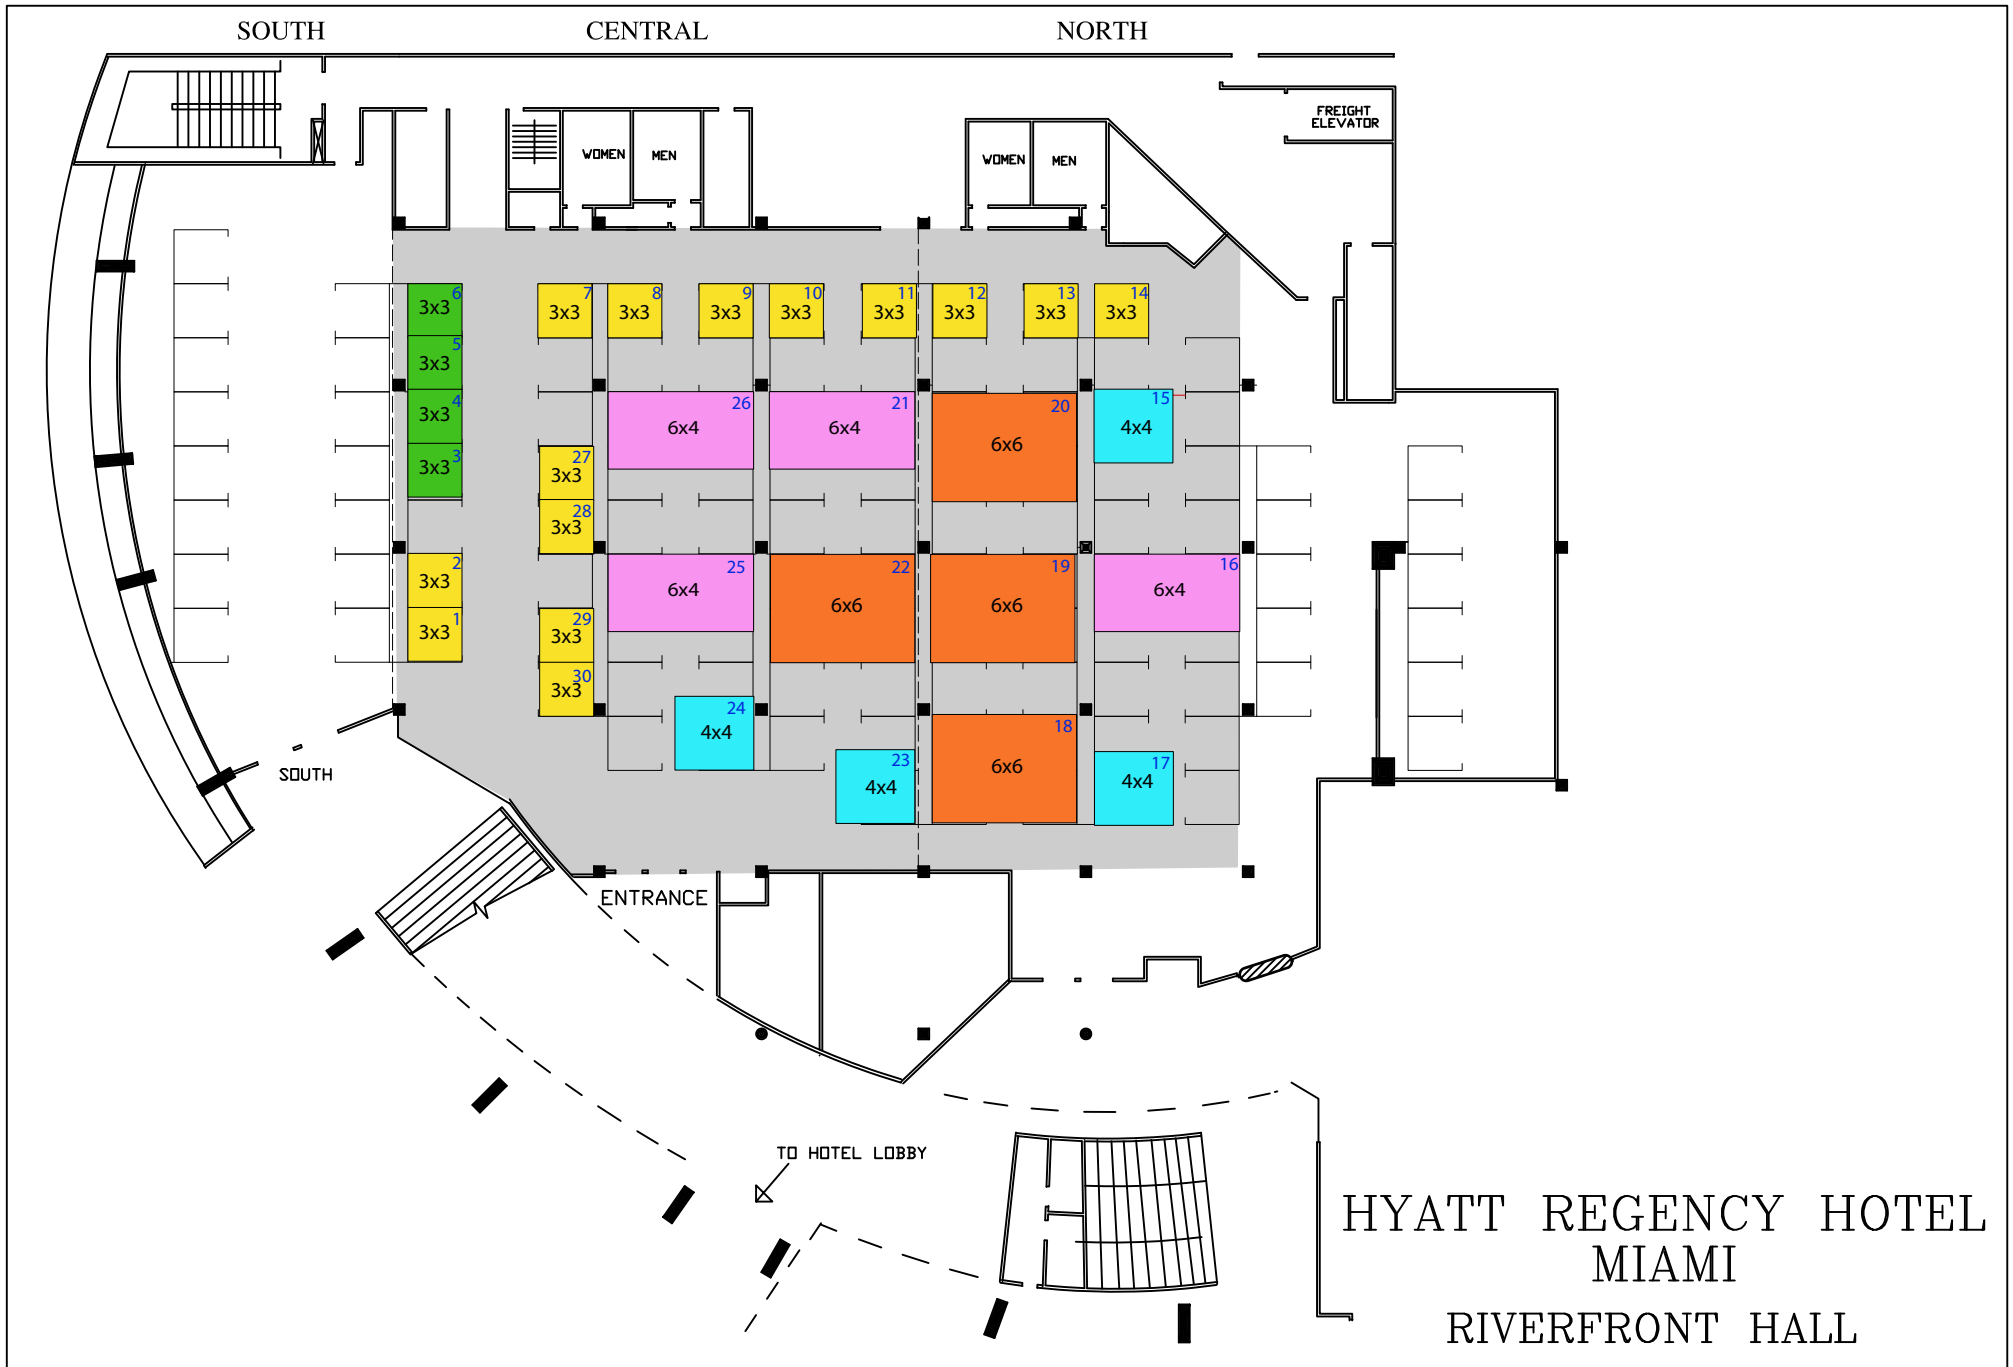 SOUTH CENTRAL NORTH
FREIGHT
ELEVATOR
WOMEN MEN
WOMEN MEN
6 3x3
7 3x3
8 3x3
9 3x3
10 3x3
11 3x3
12 3x3
13 3x3
14 3x3
5 3x3
4 3x3
3 3x3
26 6x4
21 6x4
20 6x6
15 4x4
27 3x3
28 3x3
2 3x3
1 3x3
25 6x4
22 6x6
19 6x6
16 6x4
29 3x3
30 3x3
24 4x4
23 4x4
18 6x6
17 4x4
SOUTH
ENTRANCE
TO HOTEL LOBBY
HYATT REGENCY HOTEL
MIAMI
RIVERFRONT HALL